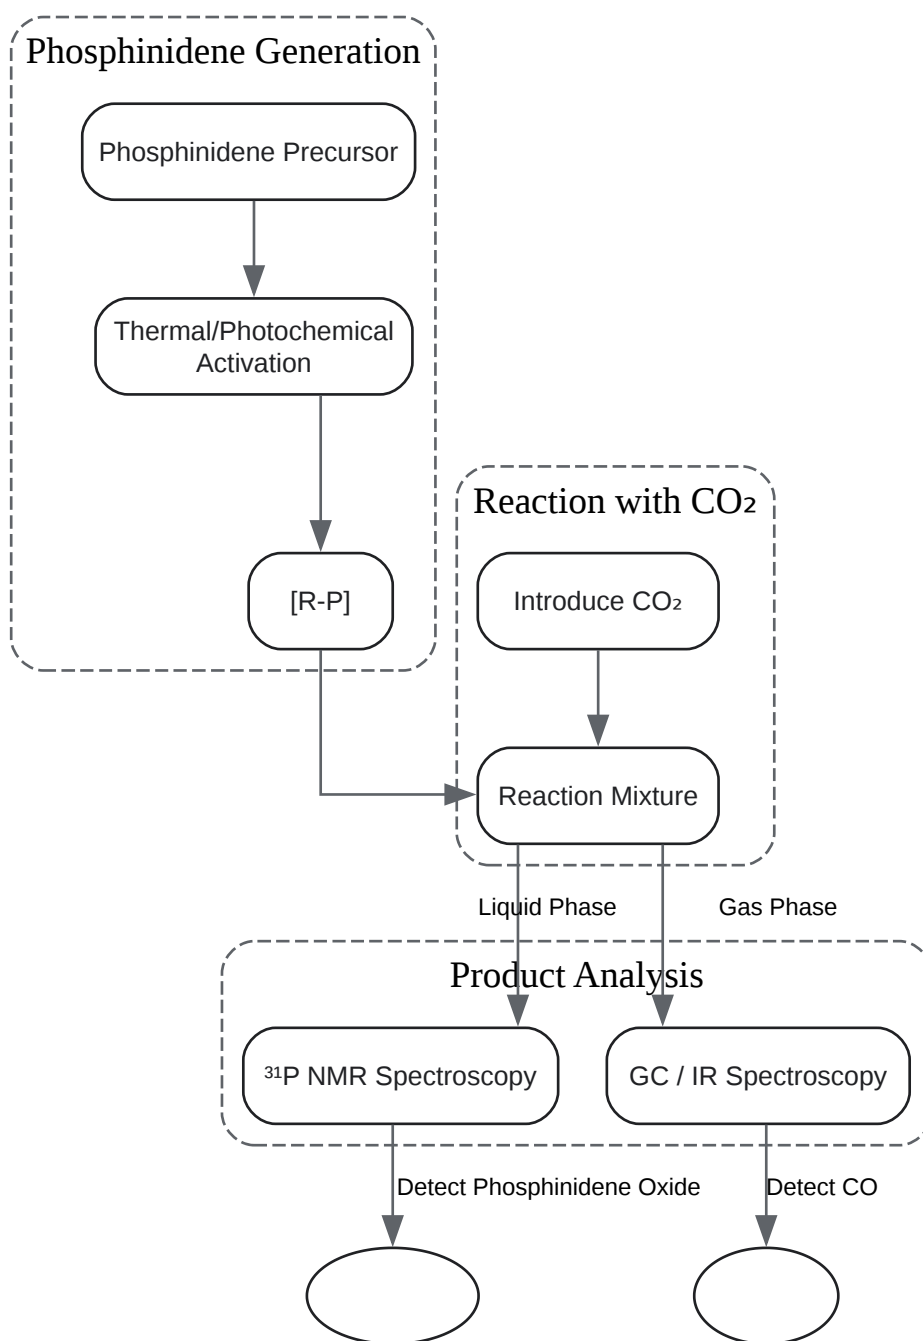 Phosphinidene Generation
Phosphinidene Precursor
Thermal/Photochemical
Activation
[R-P]
Reaction with CO₂
Introduce CO₂
Reaction Mixture
Liquid Phase
Gas Phase
Product Analysis
³¹P NMR Spectroscopy
GC / IR Spectroscopy
Detect Phosphinidene Oxide
Detect CO